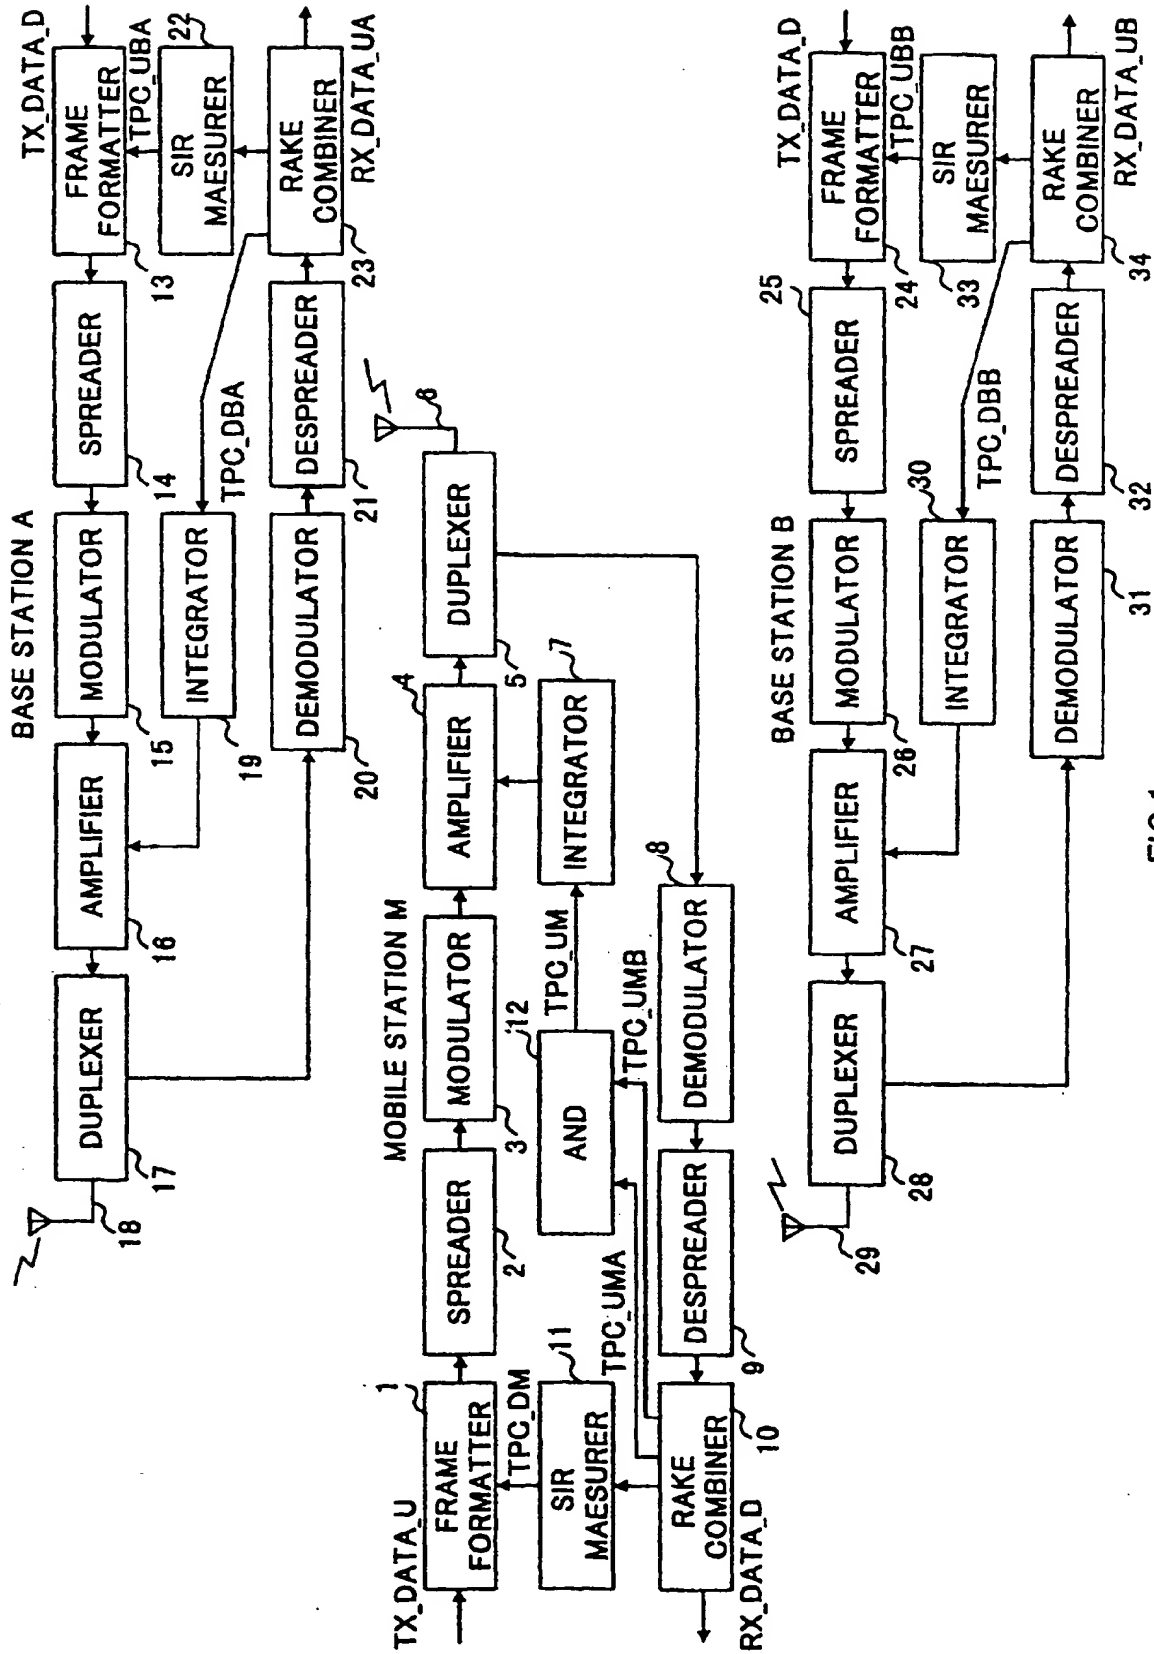 BASE STATION A
TX_DATA_D
FRAME
FORMATTER
13
TPC_UBA
SIR
MAESURER
22
RAKE
COMBINER
23
RX_DATA_UA
SPREADER
14
MODULATOR
15
AMPLIFIER
16
DUPLEXER
17
18
INTEGRATOR
19
TPC_DBA
DEMODULATOR
20
DESPREADER
21
MOBILE STATION M
TX_DATA_U
FRAME
FORMATTER
1
SPREADER
2
MODULATOR
3
AMPLIFIER
4
DUPLEXER
5
6
TPC_DM
SIR
MAESURER
11
AND
12
TPC_UM
INTEGRATOR
7
TPC_UMA
TPC_UMB
RAKE
COMBINER
10
RX_DATA_D
DESPREADER
9
DEMODULATOR
8
BASE STATION B
TX_DATA_D
FRAME
FORMATTER
24
TPC_UBB
SIR
MAESURER
33
RAKE
COMBINER
34
RX_DATA_UB
SPREADER
25
MODULATOR
26
AMPLIFIER
27
DUPLEXER
28
29
INTEGRATOR
30
TPC_DBB
DEMODULATOR
31
DESPREADER
32